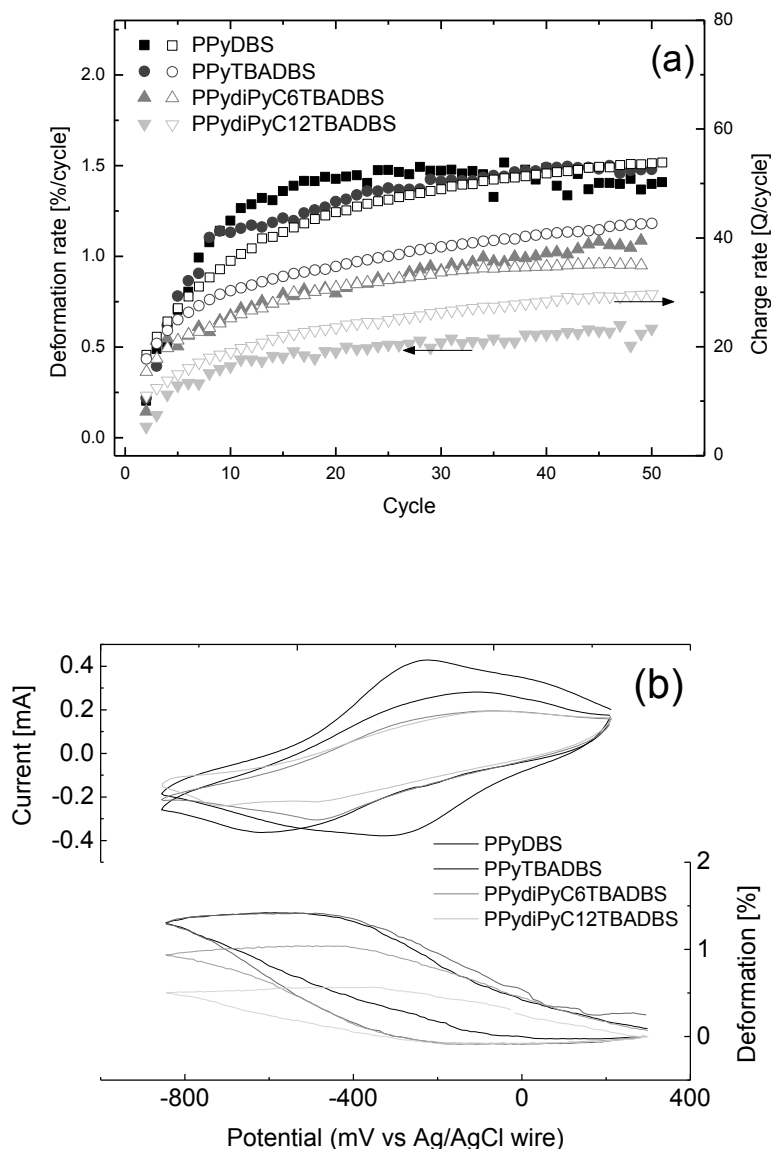 (a)
PPyDBS
PPyTBADBS
PPydiPyC6TBADBS
PPydiPyC12TBADBS
Deformation rate [%/cycle]
2.0
1.5
1.0
0.5
0.0
Charge rate [Q/cycle]
80
60
40
20
0
0 10 20 30 40 50
Cycle
(b)
Current [mA]
0.4
0.2
0.0
-0.2
-0.4
PPyDBS
PPyTBADBS
PPydiPyC6TBADBS
PPydiPyC12TBADBS
2
1
0
Deformation [%]
-800 -400 0 400
Potential (mV vs Ag/AgCl wire)